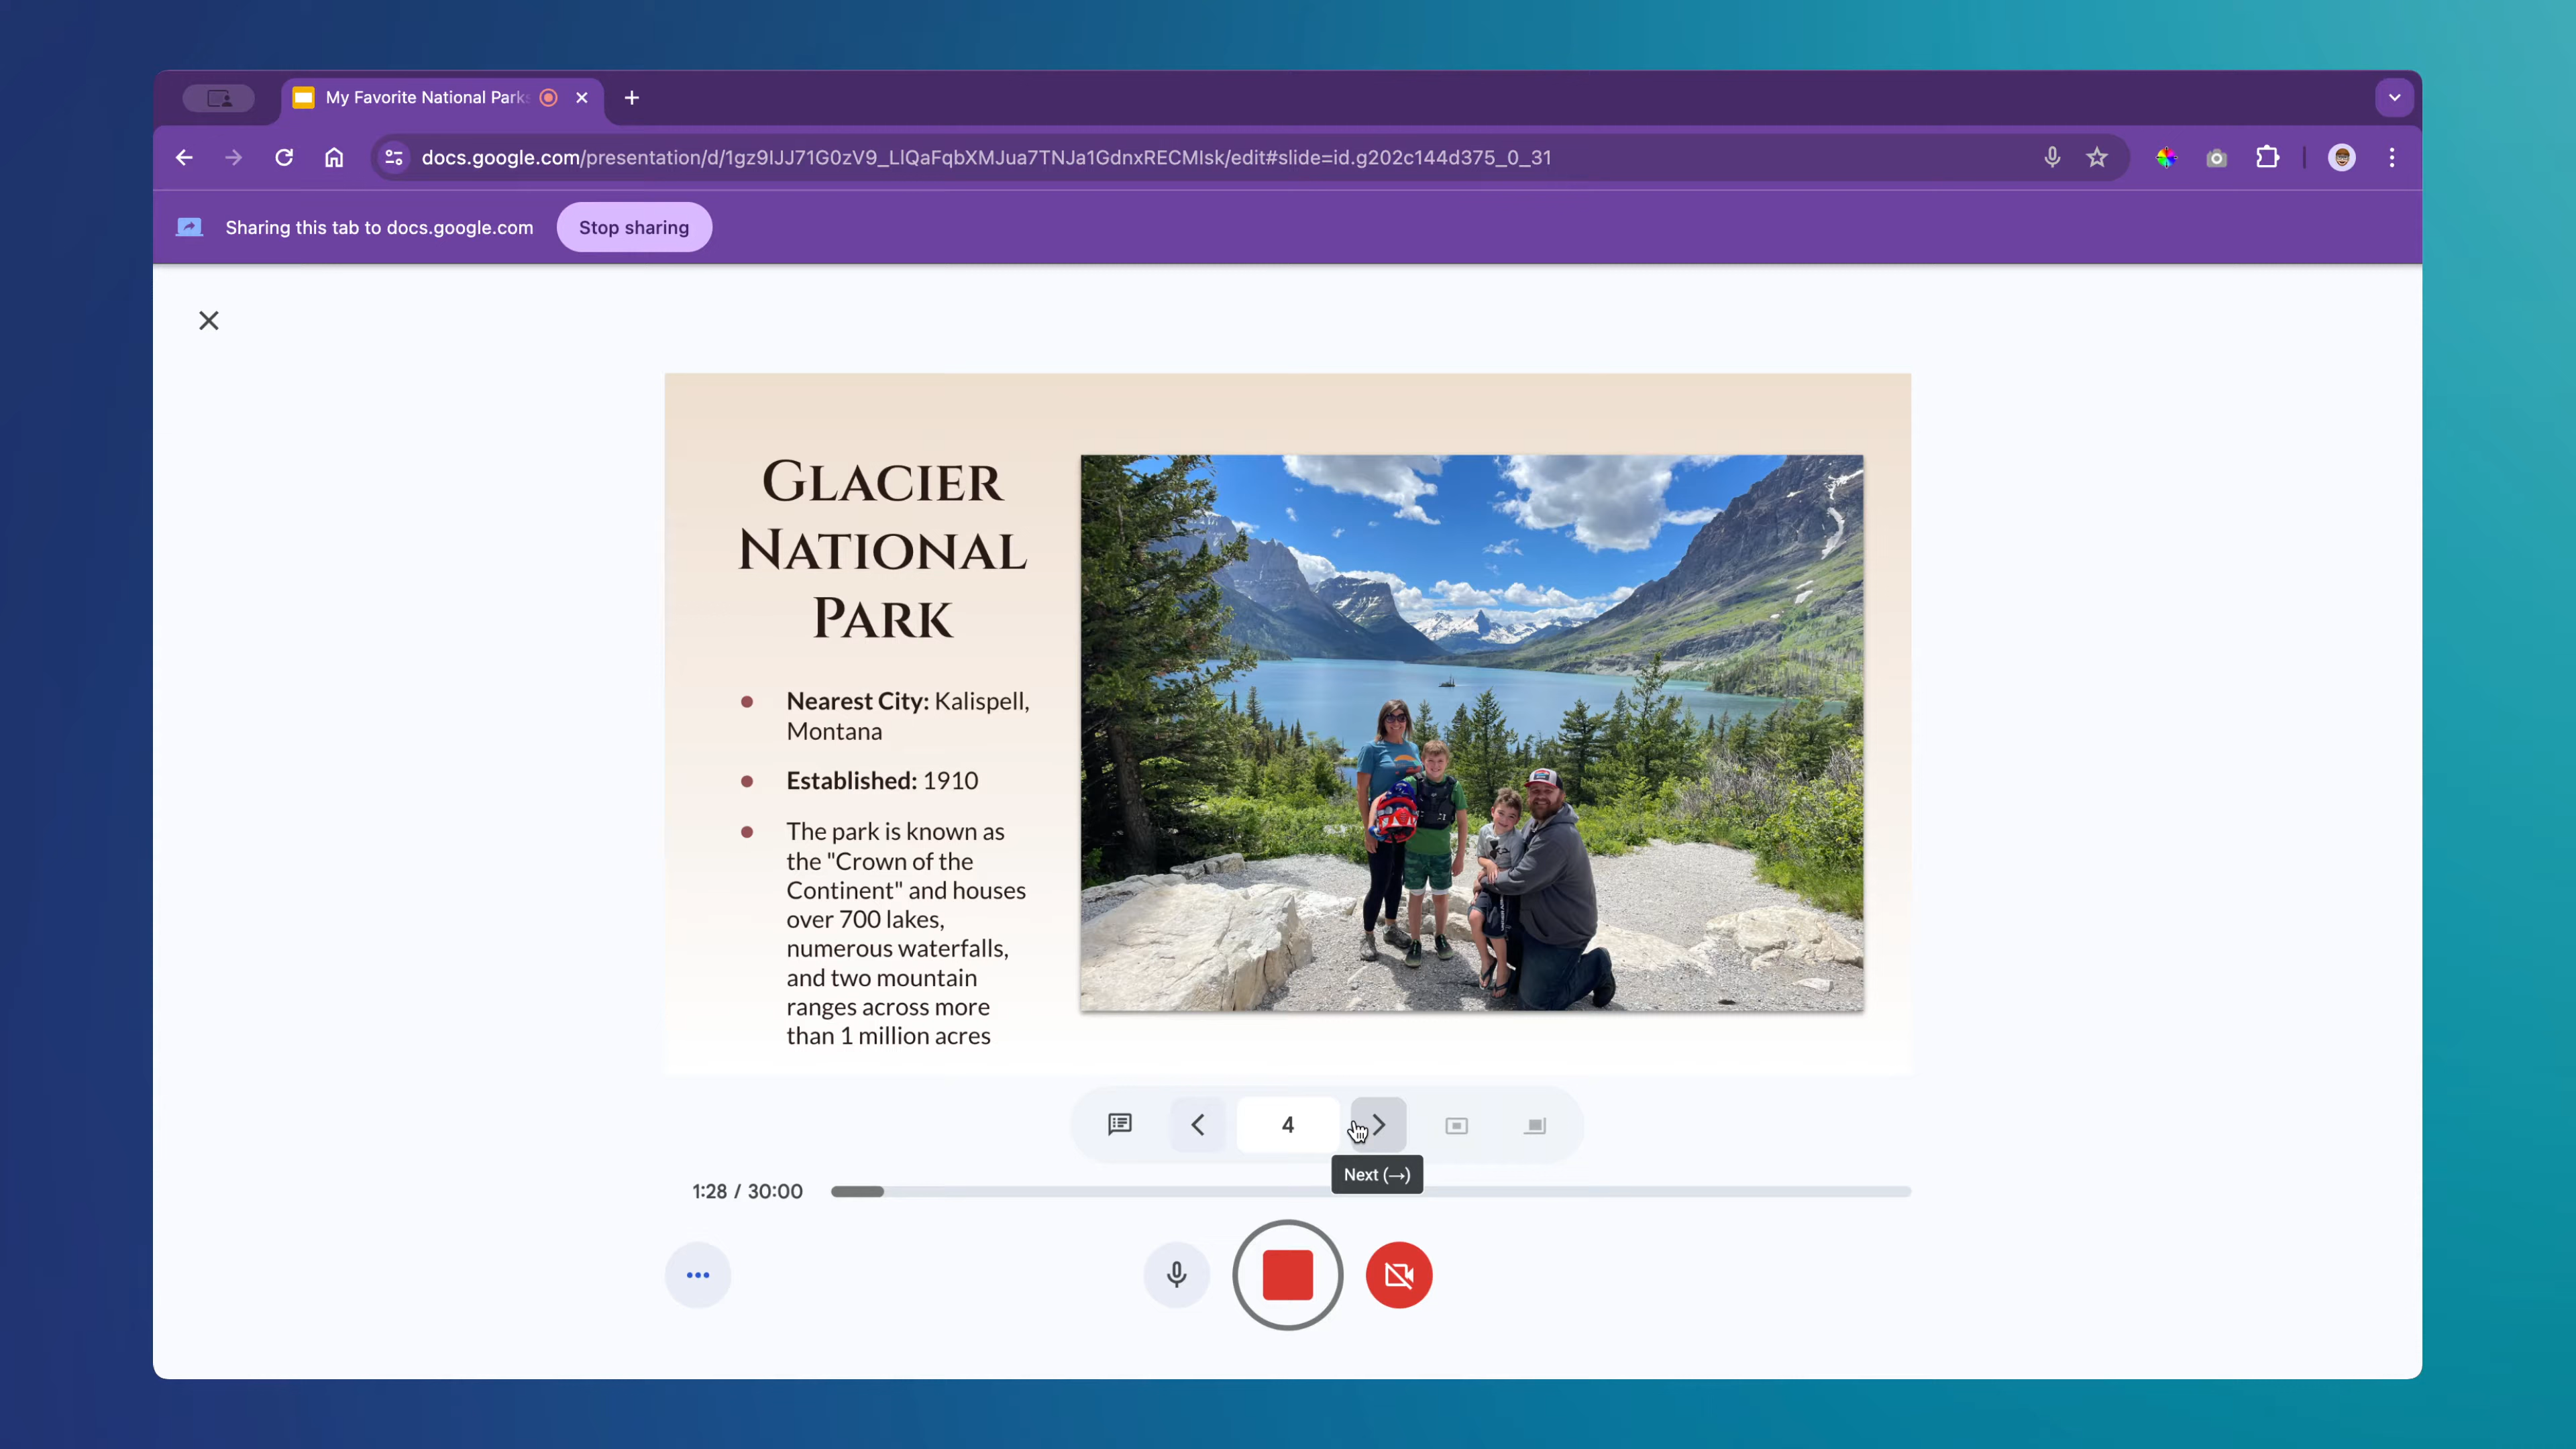 My Favorite National Parks
docs.google.com/presentation/d/1gz9IJJ71G0zV9_LlQaFqbXMJua7TNJa1GdnxRECMIsk/edit#slide=id.g202c144d375_0_31
Sharing this tab to docs.google.com
Stop sharing
GLACIER
NATIONAL
PARK
Nearest City: Kalispell,
Montana
Established: 1910
The park is known as
the "Crown of the
Continent" and houses
over 700 lakes,
numerous waterfalls,
and two mountain
ranges across more
than 1 million acres
4
Next (→)
1:28 / 30:00